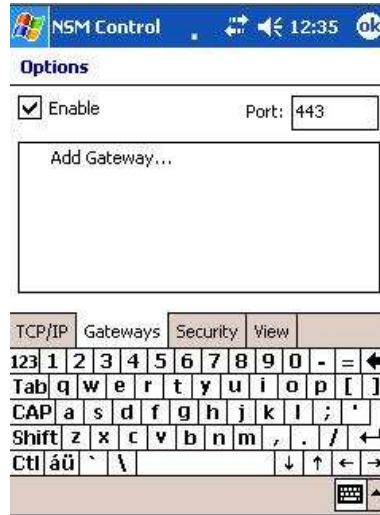 NSM Control 12:35 ok
Options
Enable Port: 443
Add Gateway...
TCP/IP Gateways Security View
123 1 2 3 4 5 6 7 8 9 0 - =
Tab q w e r t y u i o p [ ]
CAP a s d f g h j k l ; '
Shift z x c v b n m , . /
Ctl áü ` \